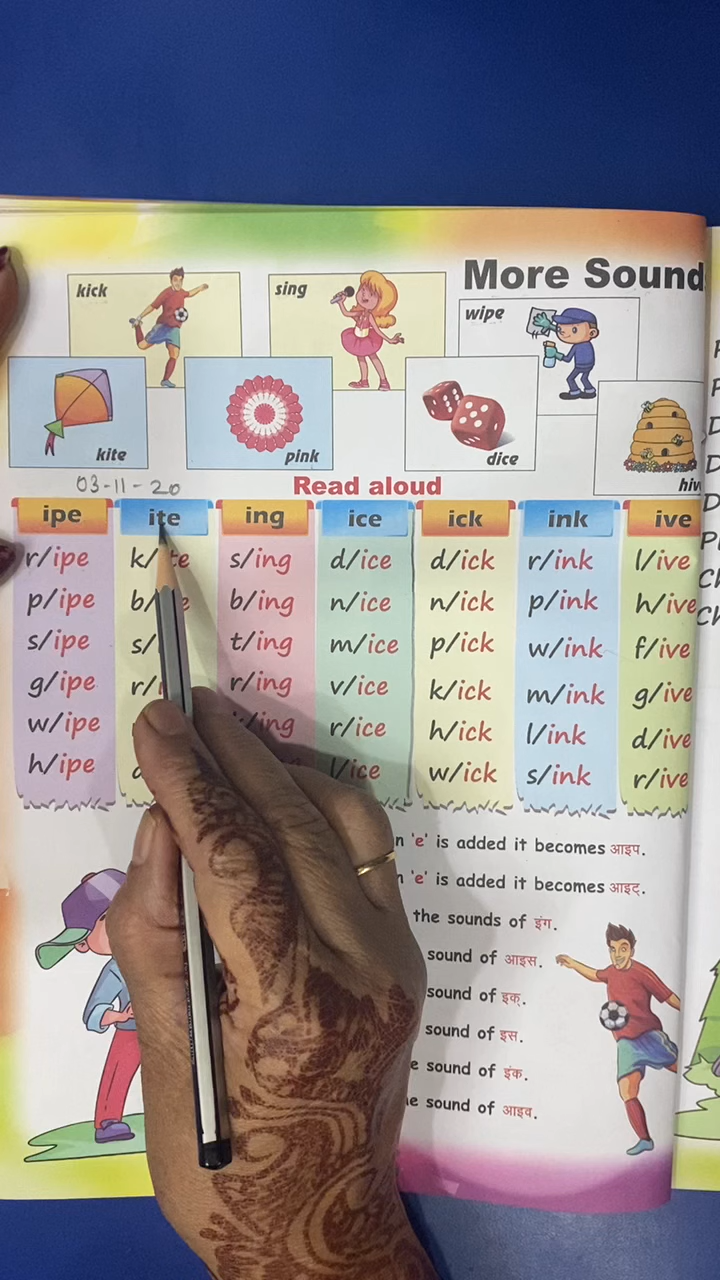 More Sound
kick
sing
wipe
kite
pink
dice
hiv
03-11-20
Read aloud
ipe ite ing ice ick ink ive
r/ipe s/ing d/ice d/ick r/ink l/ive
p/ipe b/ing n/ice n/ick p/ink h/ive
s/ipe t/ing m/ice p/ick w/ink f/ive
g/ipe r/ing v/ice k/ick m/ink g/ive
w/ipe /ing r/ice h/ick l/ink d/ive
h/ipe l/ice w/ick s/ink r/ive
n 'e' is added it becomes आइप.
'e' is added it becomes आइट्.
the sounds of इंग.
sound of आइस.
sound of इक्.
sound of इस.
e sound of इंक.
e sound of आइव.